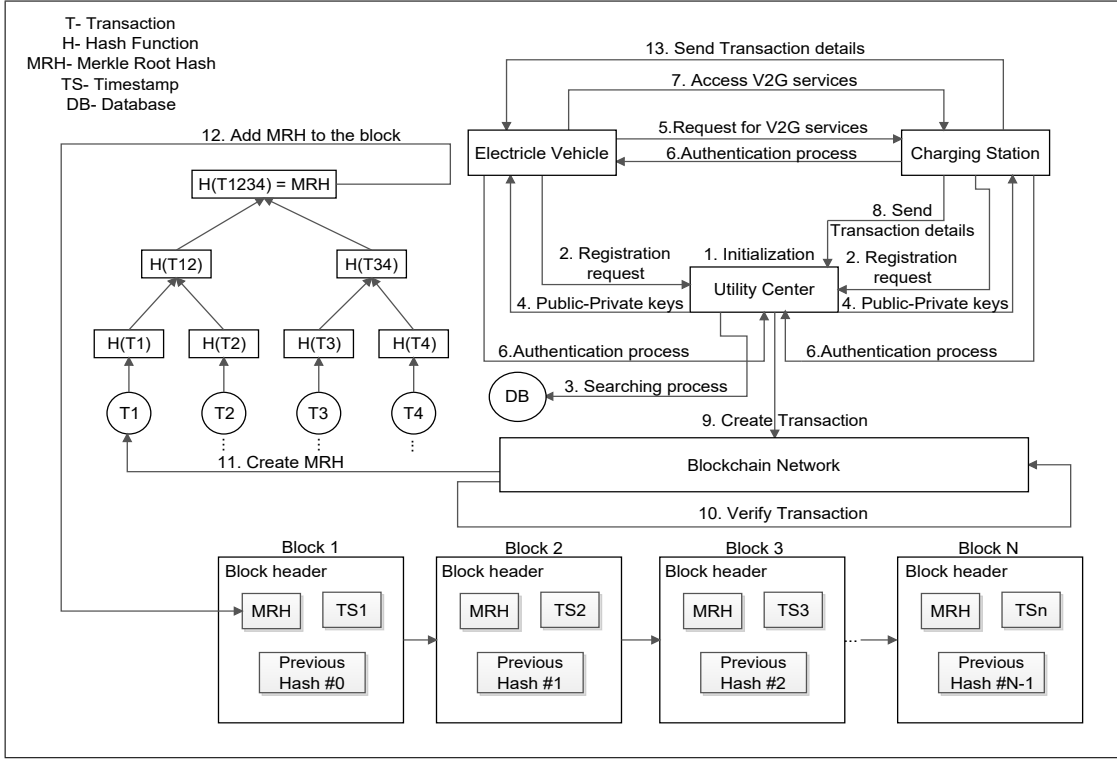 T- Transaction
H- Hash Function
MRH- Merkle Root Hash
TS- Timestamp
DB- Database
13. Send Transaction details
7. Access V2G services
12. Add MRH to the block
5.Request for V2G services
Electricle Vehicle
6.Authentication process
Charging Station
H(T1234) = MRH
8. Send
Transaction details
H(T12)
H(T34)
2. Registration
request
1. Initialization
2. Registration
request
Utility Center
4. Public-Private keys
4. Public-Private keys
H(T1)
H(T2)
H(T3)
H(T4)
6.Authentication process
6.Authentication process
3. Searching process
DB
T1
T2
T3
T4
...
...
...
9. Create Transaction
11. Create MRH
Blockchain Network
10. Verify Transaction
Block 1
Block 2
Block 3
Block N
Block header
Block header
Block header
Block header
MRH
TS1
MRH
TS2
MRH
TS3
MRH
TSn
...
Previous
Hash #0
Previous
Hash #1
Previous
Hash #2
Previous
Hash #N-1